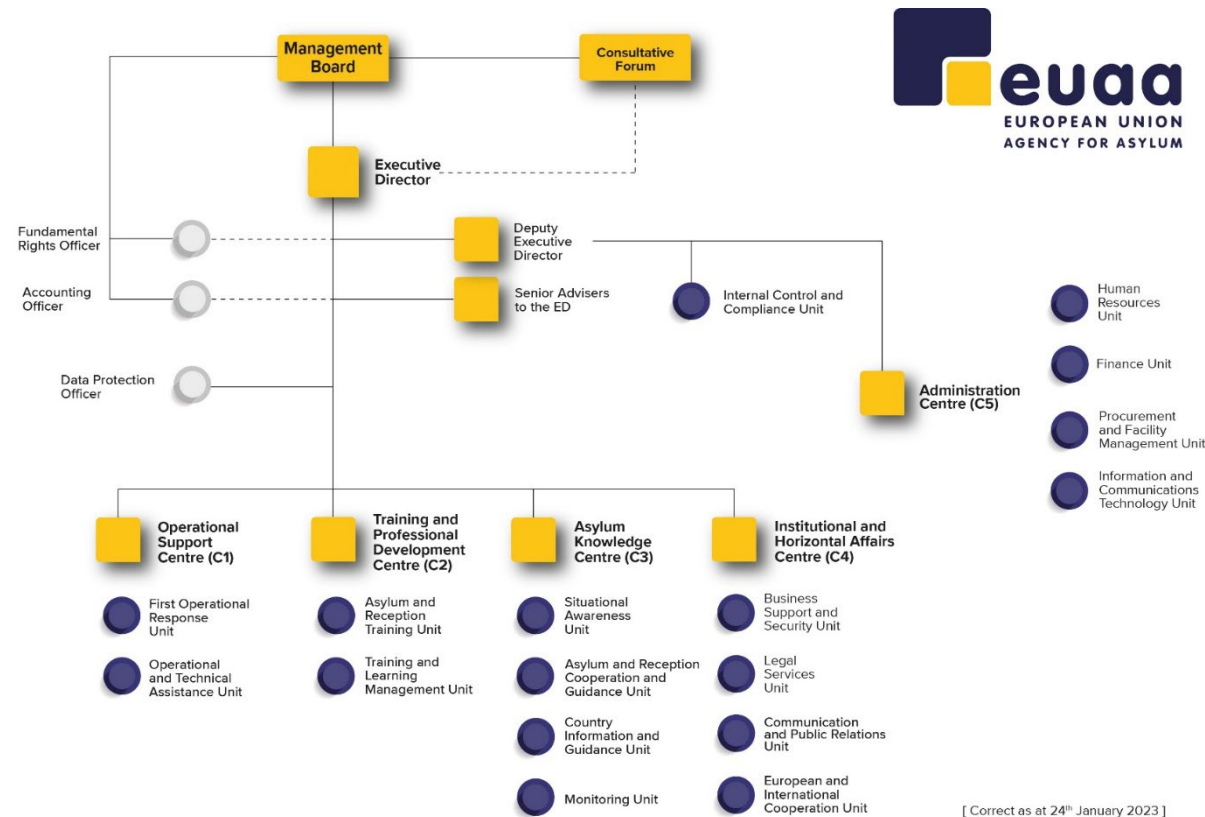 Management
Board
Consultative
Forum
euaa
EUROPEAN UNION
AGENCY FOR ASYLUM
Executive
Director
Fundamental
Rights Officer
Deputy
Executive
Director
Accounting
Officer
Senior Advisers
to the ED
Internal Control and
Compliance Unit
Human
Resources
Unit
Finance Unit
Data Protection
Officer
Administration
Centre (C5)
Procurement
and Facility
Management Unit
Information and
Communications
Technology Unit
Operational
Support
Centre (C1)
Training and
Professional
Development
Centre (C2)
Asylum
Knowledge
Centre (C3)
Institutional and
Horizontal Affairs
Centre (C4)
First Operational
Response
Unit
Asylum and
Reception
Training Unit
Situational
Awareness
Unit
Business
Support and
Security Unit
Operational
and Technical
Assistance Unit
Training and
Learning
Management Unit
Asylum and Reception
Cooperation and
Guidance Unit
Legal
Services
Unit
Country
Information and
Guidance Unit
Communication
and Public Relations
Unit
Monitoring Unit
European and
International
Cooperation Unit
[ Correct as at 24th January 2023 ]